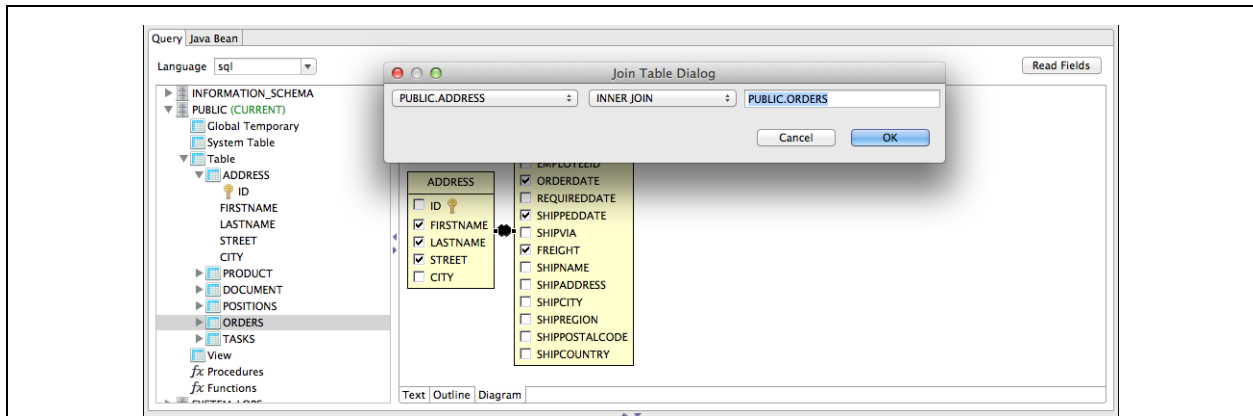 Query Java Bean
Language sql
Read Fields
Join Table Dialog
PUBLIC.ADDRESS INNER JOIN PUBLIC.ORDERS
Cancel OK
INFORMATION_SCHEMA
PUBLIC (CURRENT)
Global Temporary
System Table
Table
ADDRESS
ID
FIRSTNAME
LASTNAME
STREET
CITY
PRODUCT
DOCUMENT
POSITIONS
ORDERS
TASKS
View
fx Procedures
fx Functions
ADDRESS
ID
FIRSTNAME
LASTNAME
STREET
CITY
EMPLOYEEID
ORDERDATE
REQUIREDDATE
SHIPPEDDATE
SHIPVIA
FREIGHT
SHIPNAME
SHIPADDRESS
SHIPCITY
SHIPREGION
SHIPPOSTALCODE
SHIPCOUNTRY
Text Outline Diagram